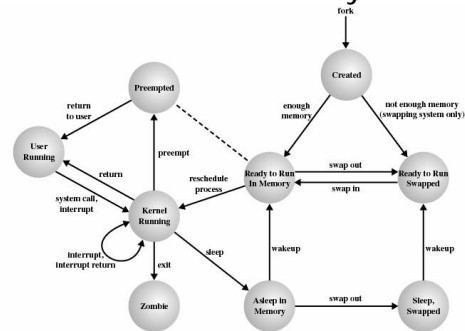 fork
Created
Preempted
enough
memory
not enough memory
(swapping system only)
return
to user
User
Running
preempt
return
reschedule
process
Ready to Run
In Memory
swap out
swap in
Ready to Run
Swapped
system call,
interrupt
Kernel
Running
interrupt,
interrupt return
sleep
wakeup
wakeup
exit
Zombie
Asleep in
Memory
swap out
Sleep,
Swapped